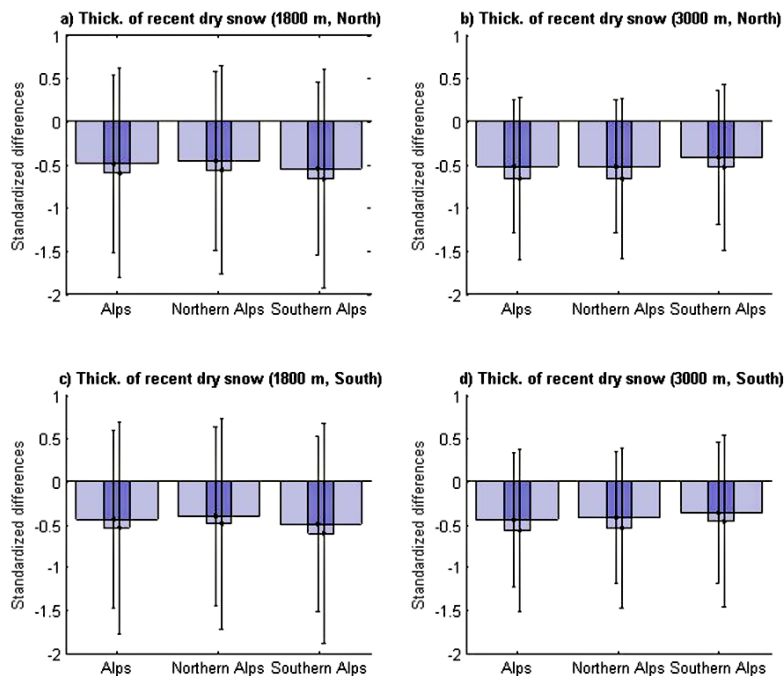 a) Thick. of recent dry snow (1800 m, North)
1
0.5
0
-0.5
-1
-1.5
-2
Standardized differences
Alps Northern Alps Southern Alps
b) Thick. of recent dry snow (3000 m, North)
1
0.5
0
-0.5
-1
-1.5
-2
Standardized differences
Alps Northern Alps Southern Alps
c) Thick. of recent dry snow (1800 m, South)
1
0.5
0
-0.5
-1
-1.5
-2
Standardized differences
Alps Northern Alps Southern Alps
d) Thick. of recent dry snow (3000 m, South)
1
0.5
0
-0.5
-1
-1.5
-2
Standardized differences
Alps Northern Alps Southern Alps